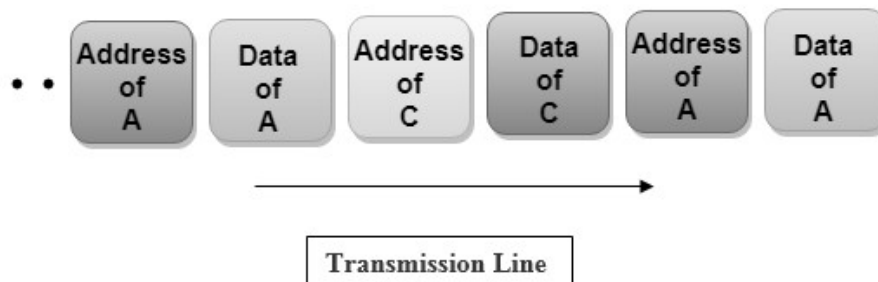 Address
of
A
Data
of
A
Address
of
C
Data
of
C
Address
of
A
Data
of
A
Transmission Line